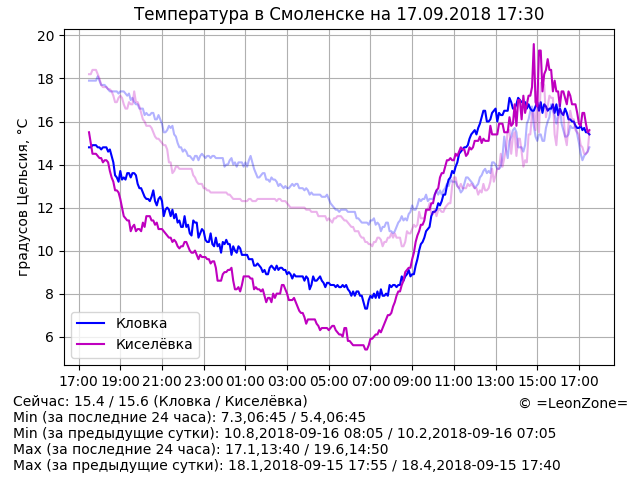 Температура в Смоленске на 17.09.2018 17:30
градусов Цельсия, °C
20
18
16
14
12
10
8
6
Кловка
Киселёвка
17:00 19:00 21:00 23:00 01:00 03:00 05:00 07:00 09:00 11:00 13:00 15:00 17:00
Сейчас: 15.4 / 15.6 (Кловка / Киселёвка)
© =LeonZone=
Min (за последние 24 часа): 7.3,06:45 / 5.4,06:45
Min (за предыдущие сутки): 10.8,2018-09-16 08:05 / 10.2,2018-09-16 07:05
Max (за последние 24 часа): 17.1,13:40 / 19.6,14:50
Max (за предыдущие сутки): 18.1,2018-09-15 17:55 / 18.4,2018-09-15 17:40